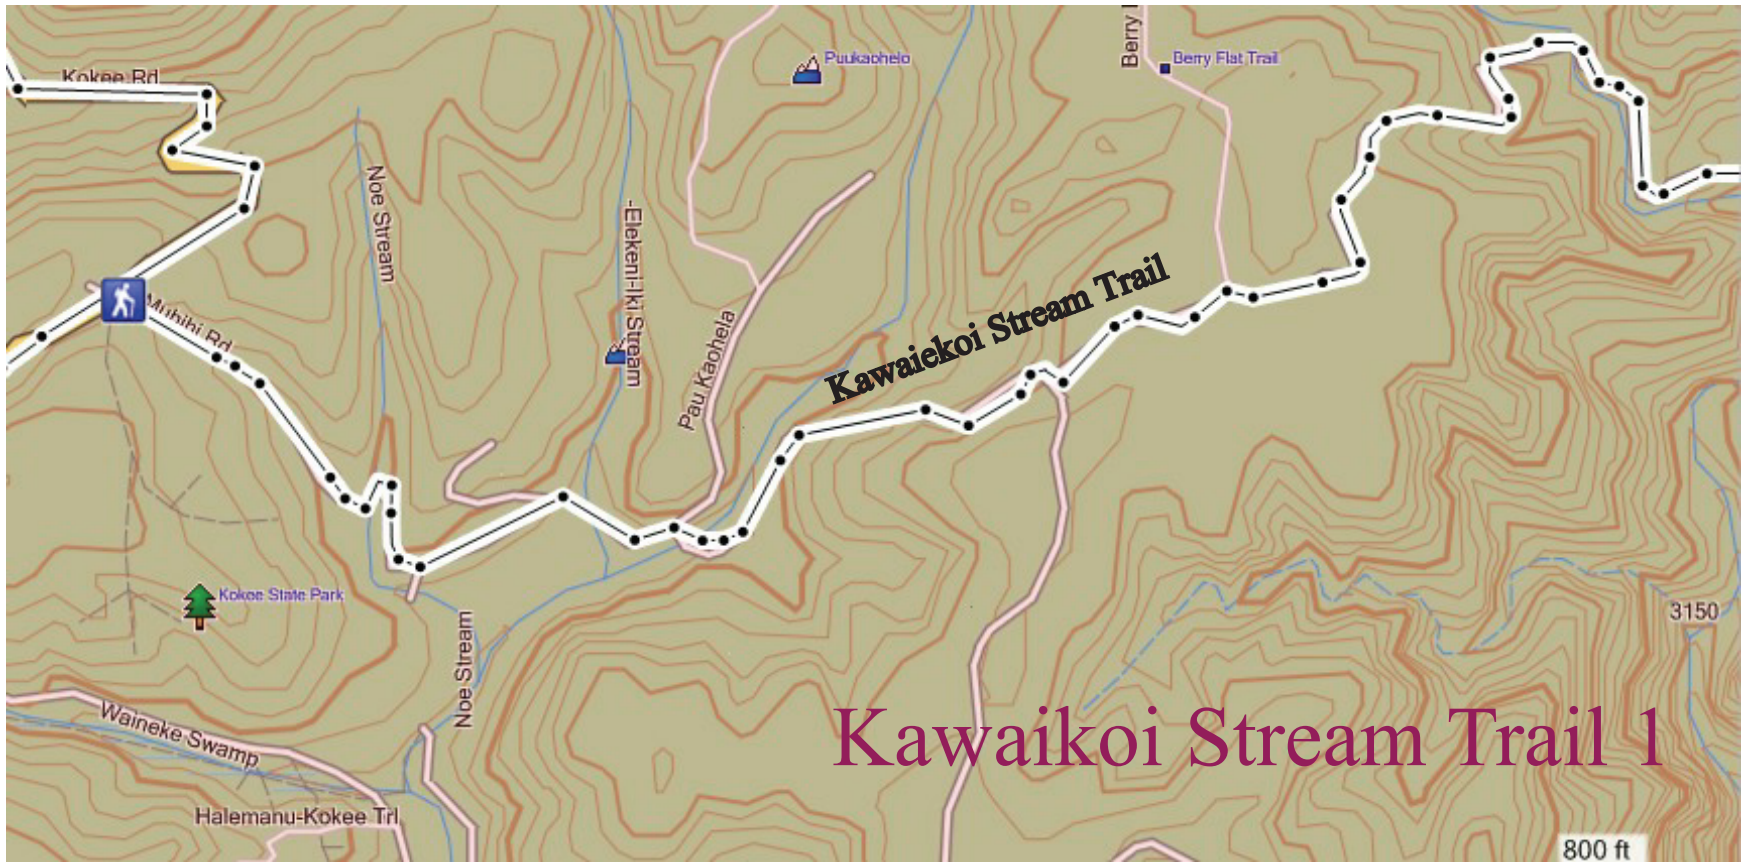 Kokee Rd
Puukaohelo
Berry
Berry Flat Trail
Noe Stream
-Elekeni-Iki Stream
Muhihi Rd
Pau Kaohela
Kawaiekoi Stream Trail
Kokee State Park
3150
Noe Stream
Waineke Swamp
Kawaikoi Stream Trail 1
Halemanu-Kokee Trl
800 ft